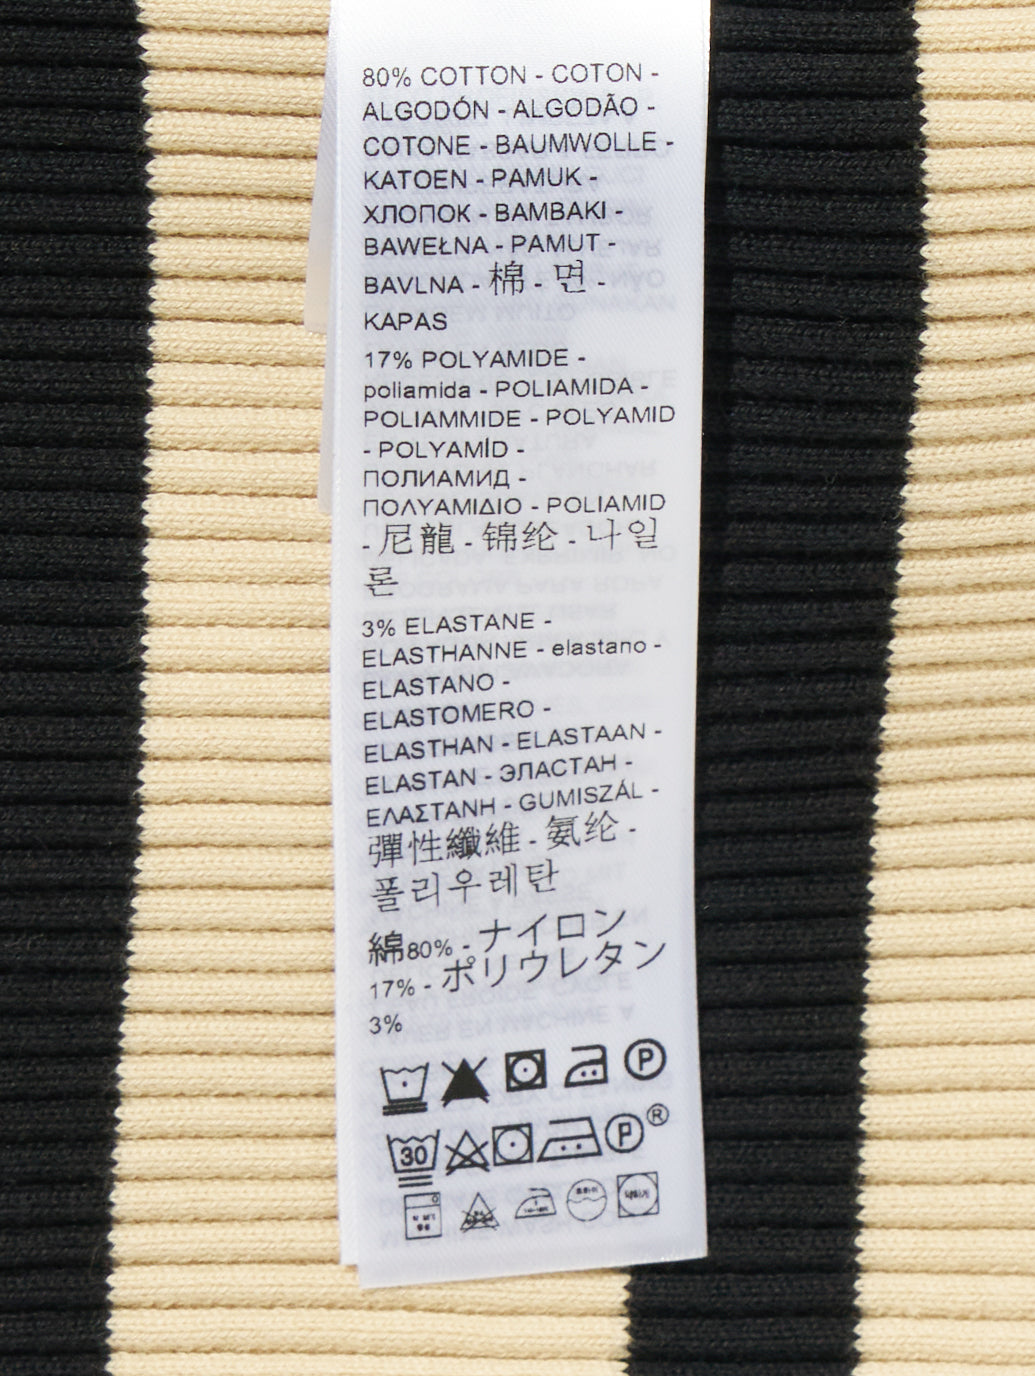 80% COTTON - COTON -
ALGODÓN - ALGODÃO -
COTONE - BAUMWOLLE -
KATOEN - PAMUK -
ХЛОПОК - BAMBAKI -
BAWEŁNA - PAMUT -
BAVLNA - 棉 - 면 -
KAPAS
17% POLYAMIDE -
poliamida - POLIAMIDA -
POLIAMMIDE - POLYAMID
- POLYAMİD -
ПОЛИАМИД -
ΠΟΛΥΑΜΙΔΙΟ - POLIAMID
- 尼龍 - 锦纶 - 나일
론
3% ELASTANE -
ELASTHANNE - elastano -
ELASTANO -
ELASTOMERO -
ELASTHAN - ELASTAAN -
ELASTAN - ЭЛАСТАН -
ΕΛΑΣΤΑΝΗ - GUMISZÁL -
彈性纖維 - 氨纶 -
폴리우레탄
綿80% - ナイロン
17% - ポリウレタン
3%
P
30 P ®